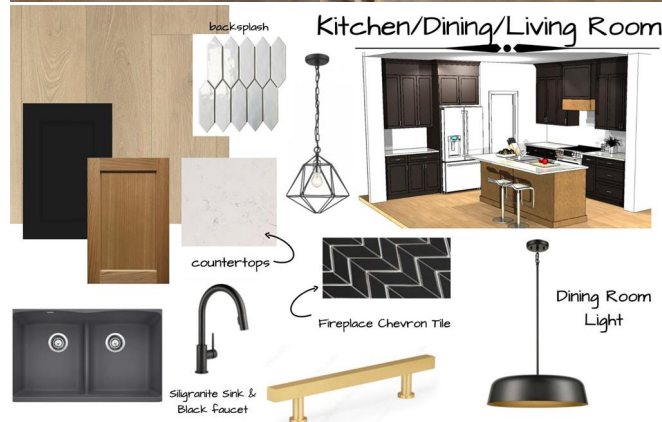 backsplash
Kitchen/Dining/Living Room
countertops
Fireplace Chevron Tile
Dining Room
Light
Siligranite Sink &
Black faucet